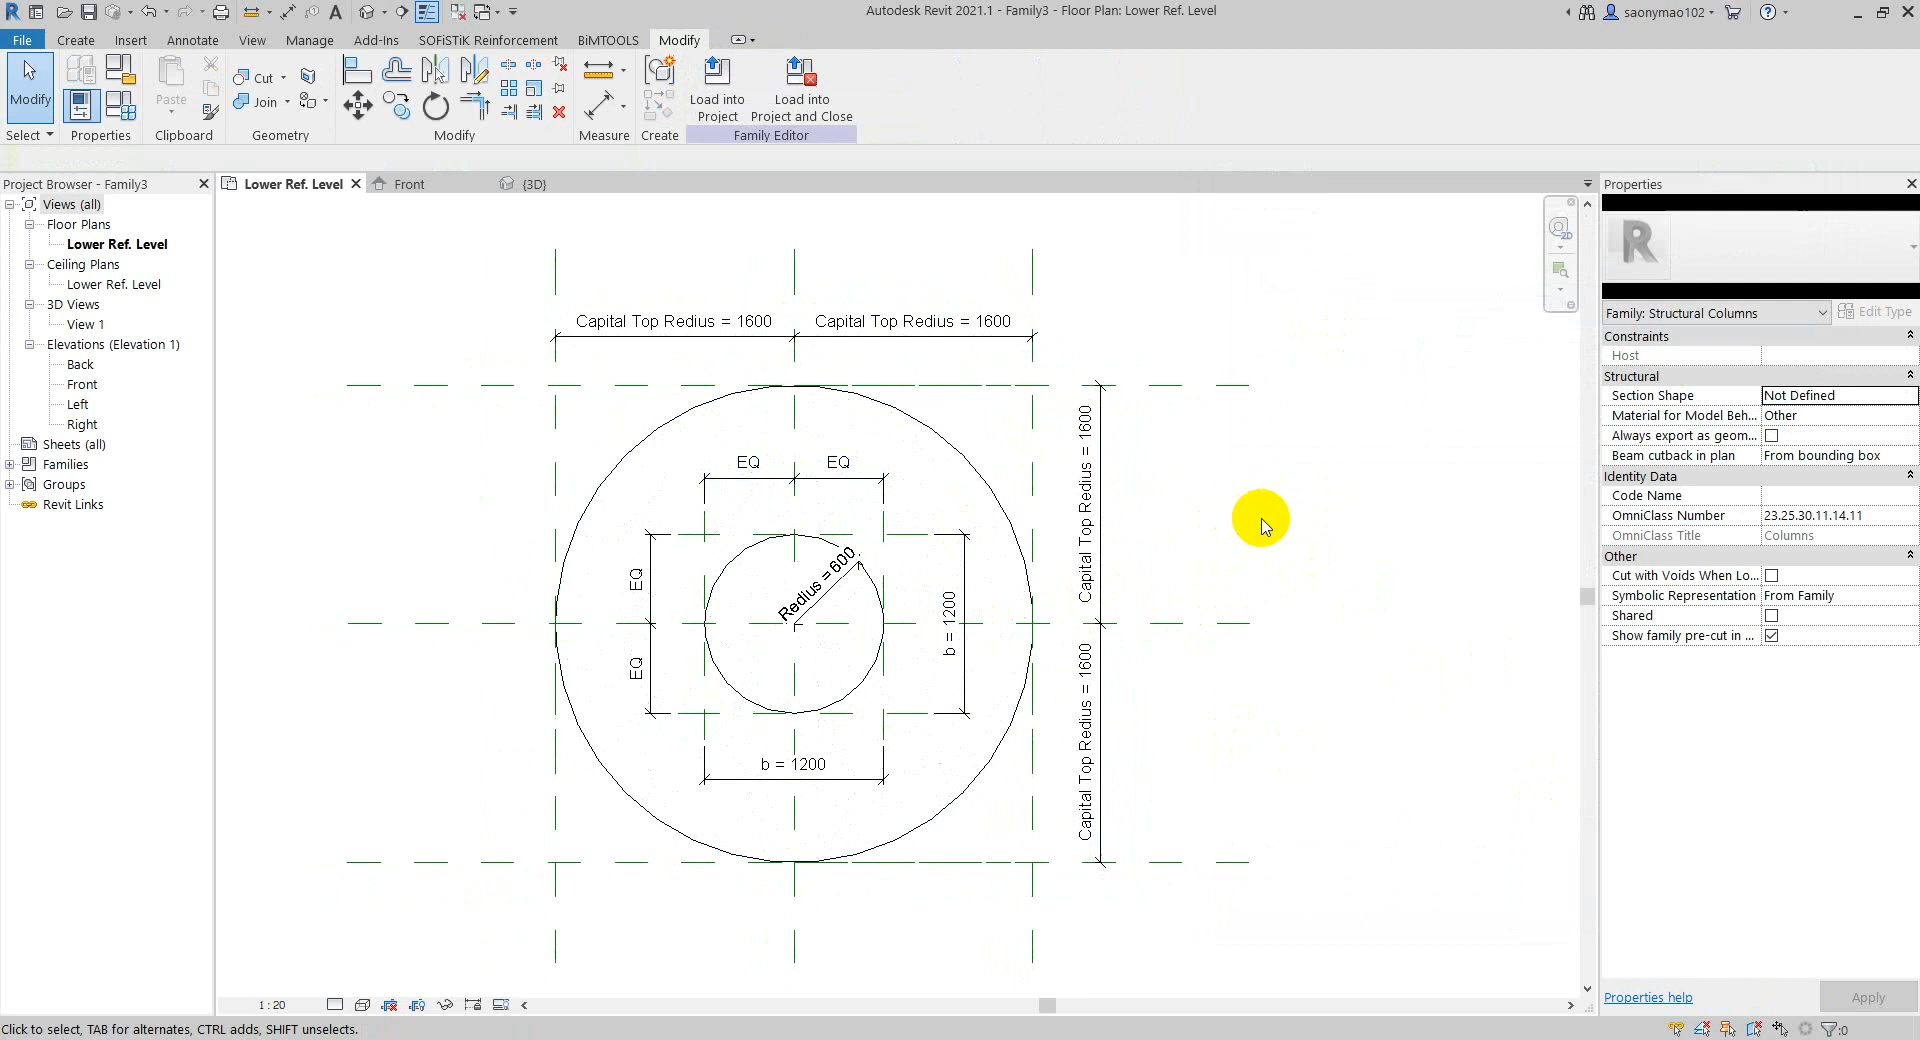 Autodesk Revit 2021.1 - Family3 - Floor Plan: Lower Ref. Level
saonymao102
File
Create
Insert
Annotate
View
Manage
Add-Ins
SOFiSTiK Reinforcement
BiMTOOLS
Modify
Modify
Paste
Cut
Join
Load into
Project
Load into
Project and Close
Select
Properties
Clipboard
Geometry
Modify
Measure
Create
Family Editor
Project Browser - Family3
Views (all)
Floor Plans
Lower Ref. Level
Ceiling Plans
Lower Ref. Level
3D Views
View 1
Elevations (Elevation 1)
Back
Front
Left
Right
Sheets (all)
Families
Groups
Revit Links
Lower Ref. Level
Front
{3D}
Capital Top Redius = 1600
Capital Top Redius = 1600
Capital Top Redius = 1600
Capital Top Redius = 1600
EQ
EQ
EQ
EQ
Redius = 600
b = 1200
b = 1200
2D
1 : 20
Properties
R
Family: Structural Columns
Edit Type
Constraints
Host
Structural
Section Shape
Not Defined
Material for Model Beh...
Other
Always export as geom...
Beam cutback in plan
From bounding box
Identity Data
Code Name
OmniClass Number
23.25.30.11.14.11
OmniClass Title
Columns
Other
Cut with Voids When Lo...
Symbolic Representation
From Family
Shared
Show family pre-cut in ...
Properties help
Apply
Click to select, TAB for alternates, CTRL adds, SHIFT unselects.
:0